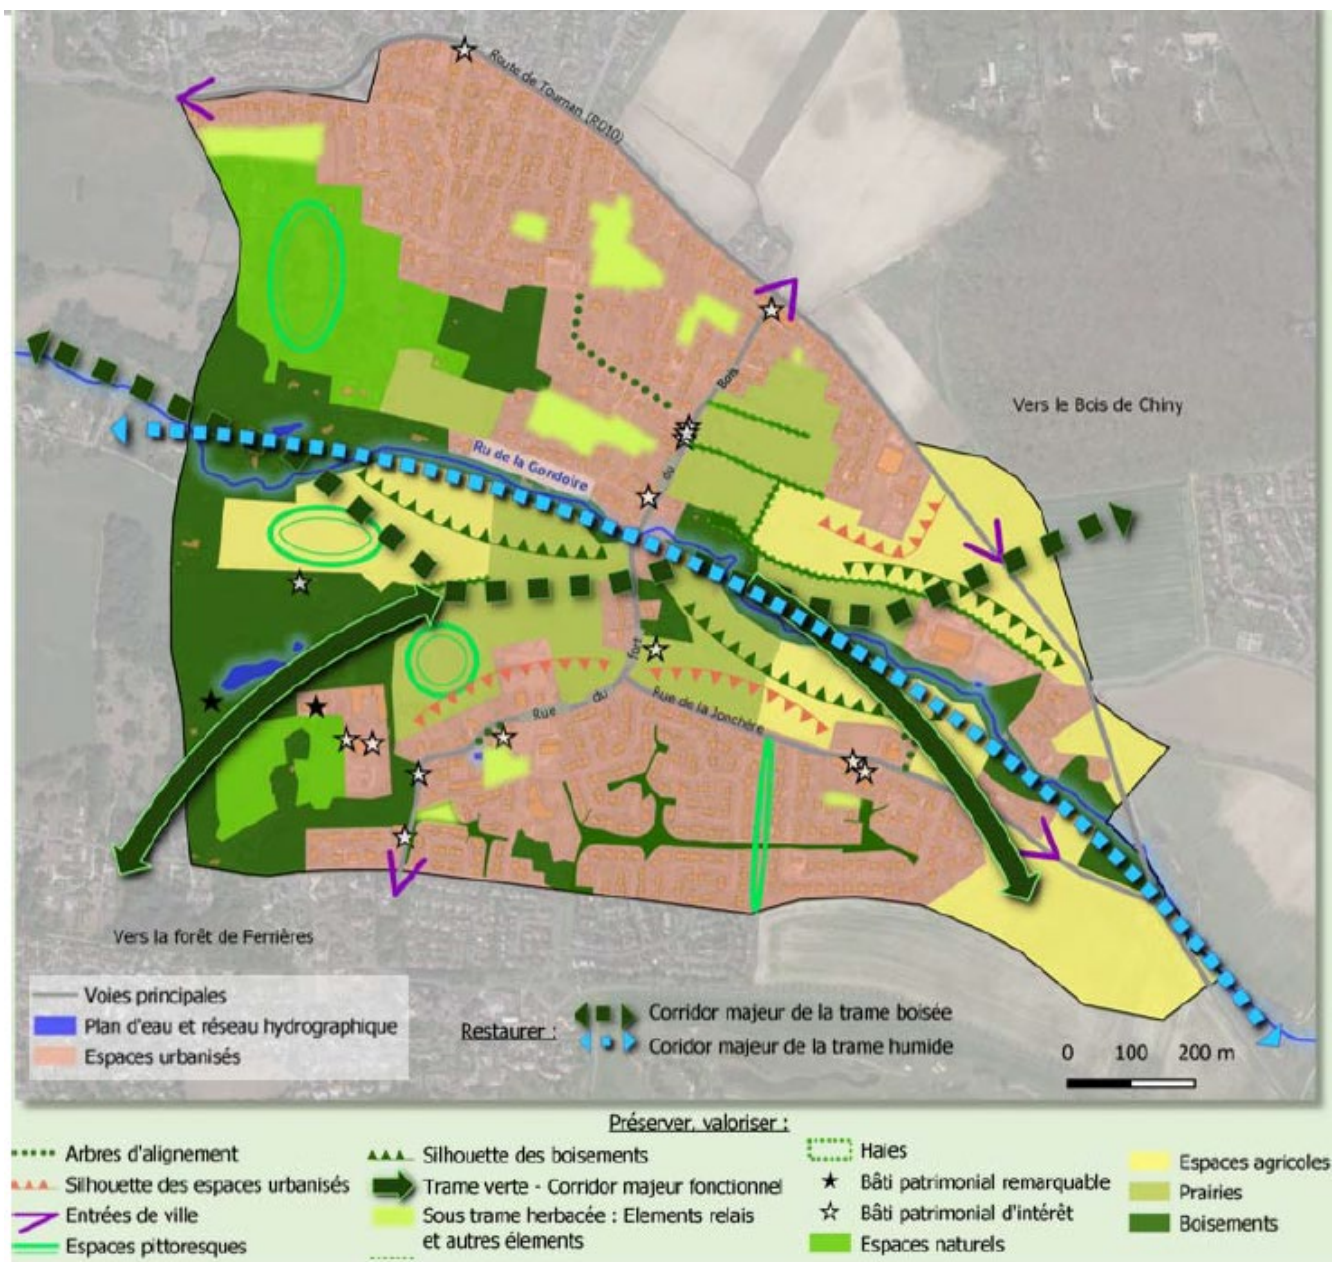 Route de Tournan (RD10)
Bois
Vers le Bois de Chiny
du
Ru de la Gondoire
fort
Rue de la Jonchère
du
Rue
Vers la forêt de Ferrières
Voies principales
Plan d'eau et réseau hydrographique
Espaces urbanisés
Restaurer :
Corridor majeur de la trame boisée
Coridor majeur de la trame humide
0 100 200 m
Préserver, valoriser :
Arbres d'alignement
Silhouette des espaces urbanisés
Entrées de ville
Espaces pittoresques
Silhouette des boisements
Trame verte - Corridor majeur fonctionnel
Sous trame herbacée : Elements relais
et autres élements
Haies
Bâti patrimonial remarquable
Bâti patrimonial d'intérêt
Espaces naturels
Espaces agricoles
Prairies
Boisements